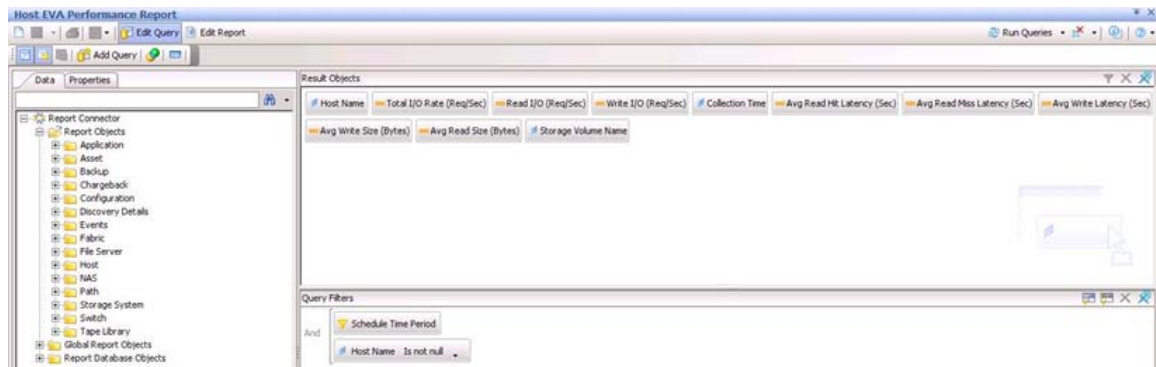 Host EVA Performance Report
Edit Query Edit Report Run Queries
Add Query
Data Properties Result Objects
Host Name Total I/O Rate (Req/Sec) Read I/O (Req/Sec) Write I/O (Req/Sec) Collection Time Avg Read Hit Latency (Sec) Avg Read Miss Latency (Sec) Avg Write Latency (Sec)
Avg Write Size (Bytes) Avg Read Size (Bytes) Storage Volume Name
Report Connector
Report Objects
Application
Asset
Backup
Chargeback
Configuration
Discovery Details
Events
Fabric
File Server
Host
NAS
Path
Storage System
Switch
Tape Library
Global Report Objects
Report Database Objects
Query Filters
And
Schedule Time Period
Host Name Is not null